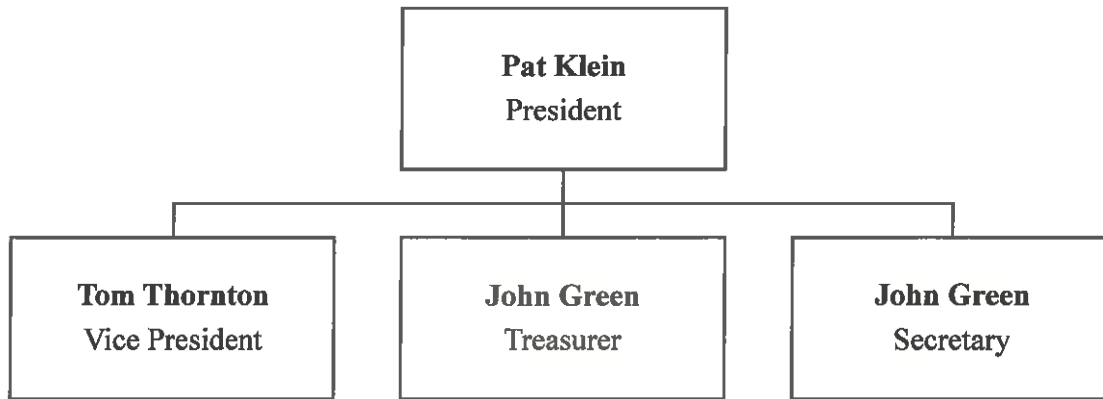 Pat Klein
President
Tom Thornton
Vice President
John Green
Treasurer
John Green
Secretary